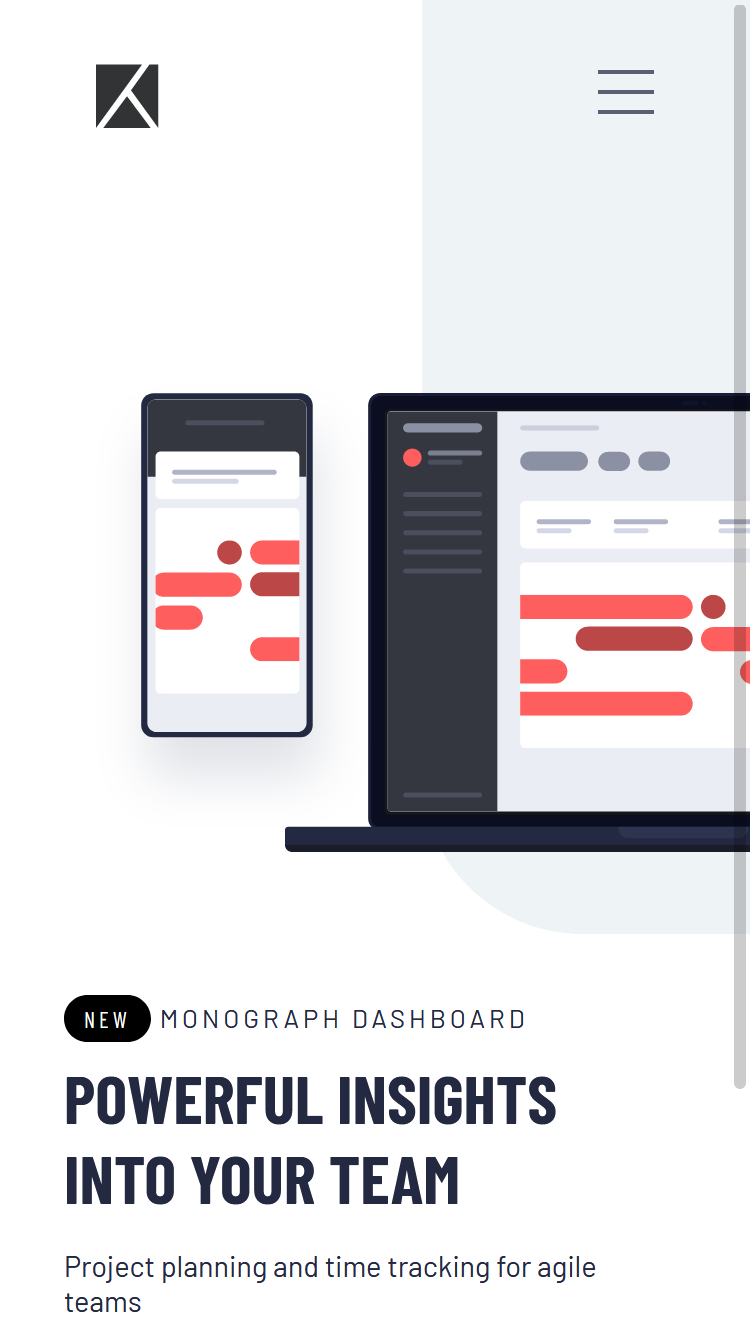 NEW MONOGRAPH DASHBOARD
POWERFUL INSIGHTS
INTO YOUR TEAM
Project planning and time tracking for agile
teams